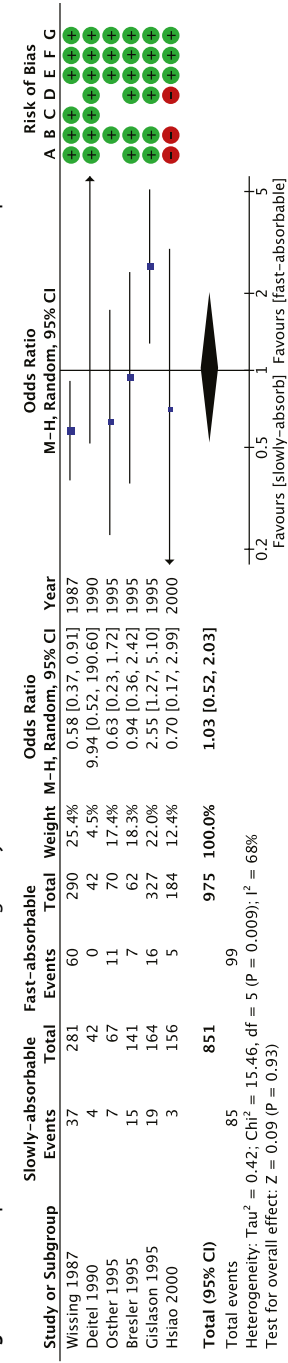 Slowly-absorbable Fast-absorbable Odds Ratio Odds Ratio Risk of Bias
Study or Subgroup Events Total Events Total Weight M-H, Random, 95% CI Year M-H, Random, 95% CI A B C D E F G
Wissing 1987 37 281 60 290 25.4% 0.58 [0.37, 0.91] 1987 + + + + + +
Deitel 1990 4 42 0 42 4.5% 9.94 [0.52, 190.60] 1990 + + + + + + +
Osther 1995 7 67 11 70 17.4% 0.63 [0.23, 1.72] 1995 + + + +
Bresler 1995 15 141 7 62 18.3% 0.94 [0.36, 2.42] 1995 + + + + + +
Gislason 1995 19 164 16 327 22.0% 2.55 [1.27, 5.10] 1995 + + + + + +
Hsiao 2000 3 156 5 184 12.4% 0.70 [0.17, 2.99] 2000 – – – + + +
Total (95% CI) 851 975 100.0% 1.03 [0.52, 2.03]
Total events 85 99
Heterogeneity: Tau² = 0.42; Chi² = 15.46, df = 5 (P = 0.009); I² = 68%
Test for overall effect: Z = 0.09 (P = 0.93)
0.2 0.5 1 2 5
Favours [slowly-absorb] Favours [fast-absorbable]